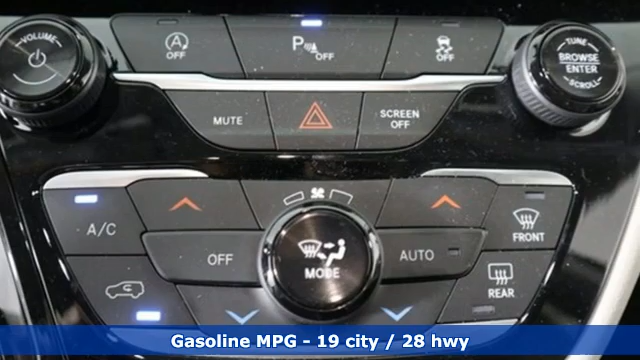 VOLUME
A OFF
P OFF
OFF
TUNE
BROWSE
ENTER
SCROLL
MUTE
SCREEN
OFF
A/C
OFF
MODE
AUTO
FRONT
REAR
Gasoline MPG - 19 city / 28 hwy